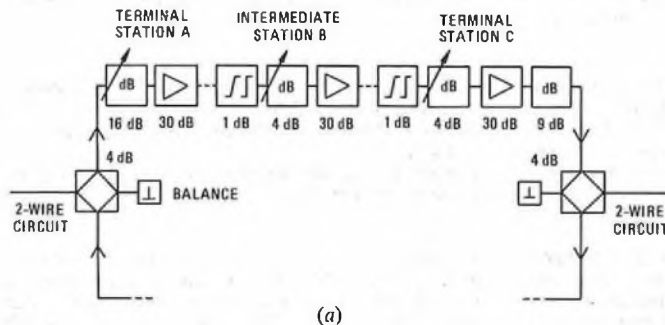 TERMINAL
STATION A
INTERMEDIATE
STATION B
TERMINAL
STATION C
dB
dB
dB
dB
16 dB 30 dB 1 dB 4 dB 30 dB 1 dB 4 dB 30 dB 9 dB
4 dB
4 dB
BALANCE
2-WIRE
CIRCUIT
2-WIRE
CIRCUIT
(a)